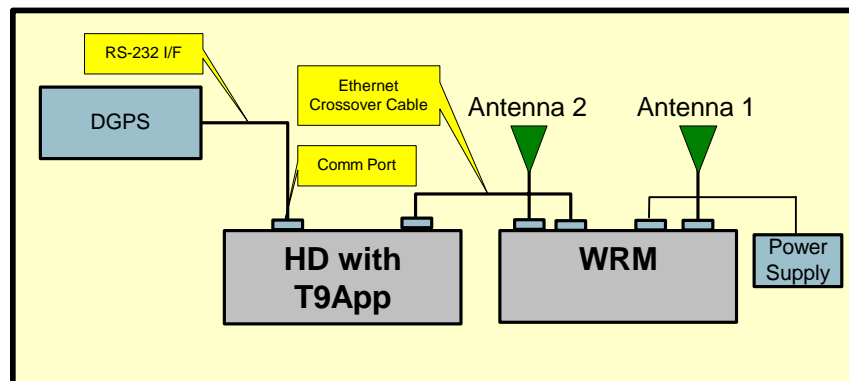 RS-232 I/F
DGPS
Ethernet
Crossover Cable
Antenna 2
Antenna 1
Comm Port
HD with
T9App
WRM
Power
Supply